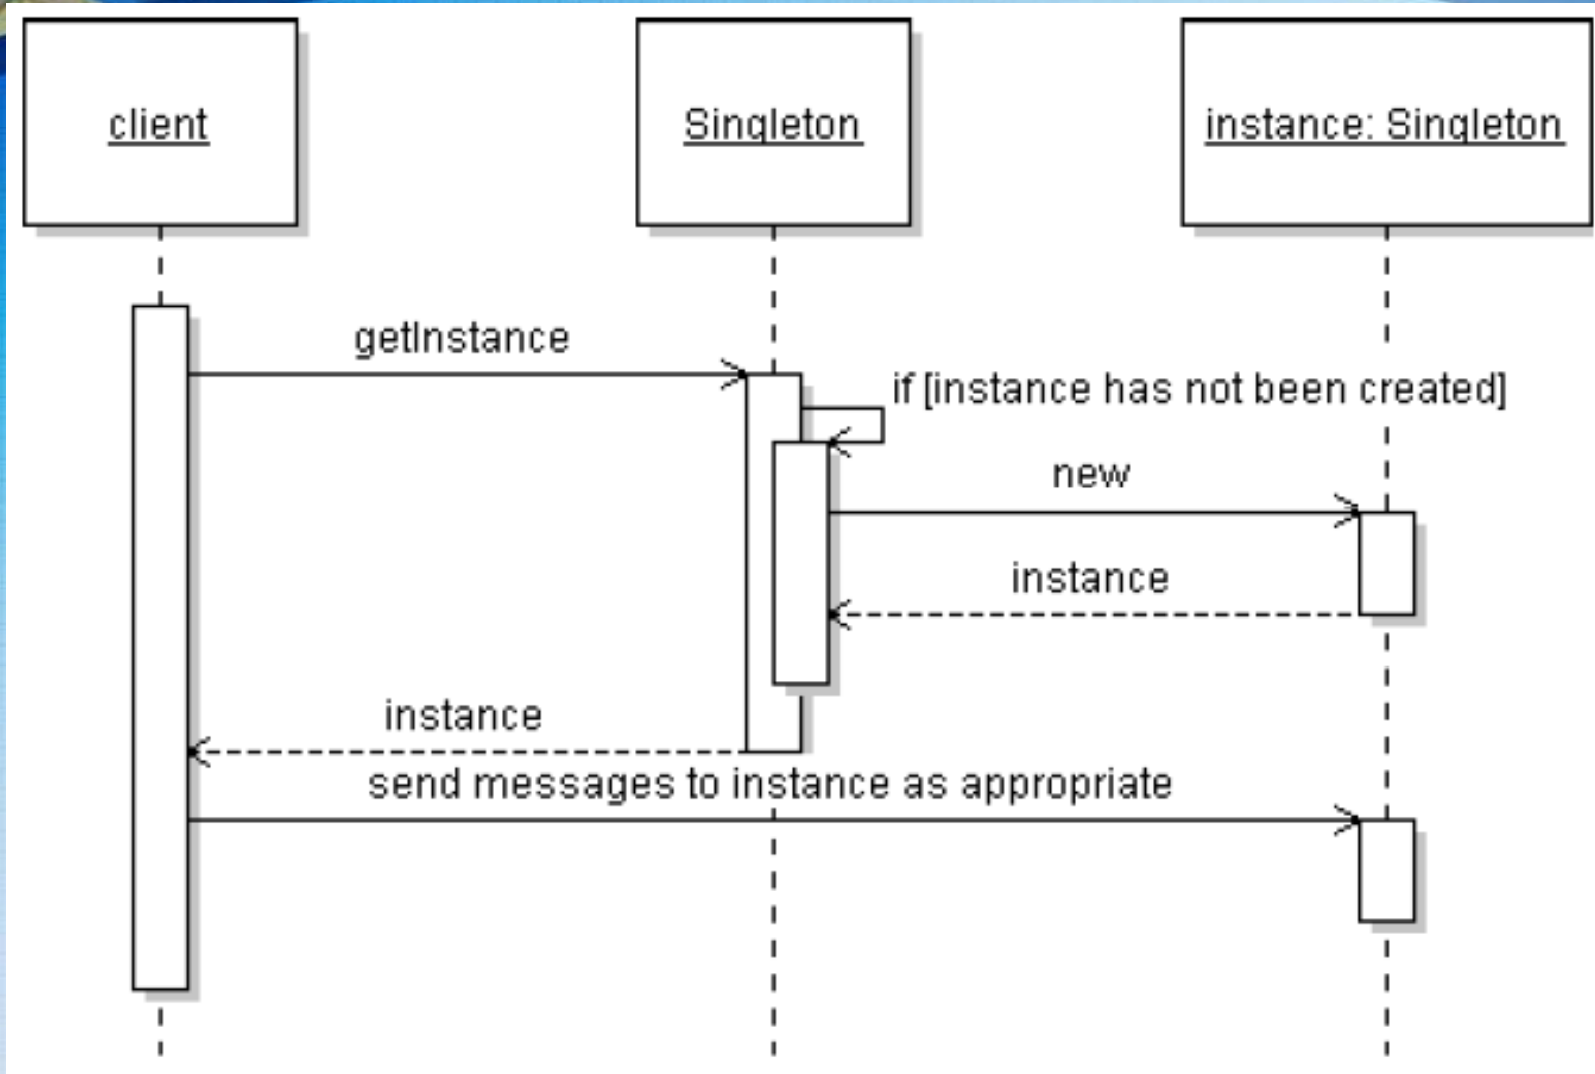 client
Singleton
instance: Singleton
getInstance
if [instance has not been created]
new
instance
instance
send messages to instance as appropriate